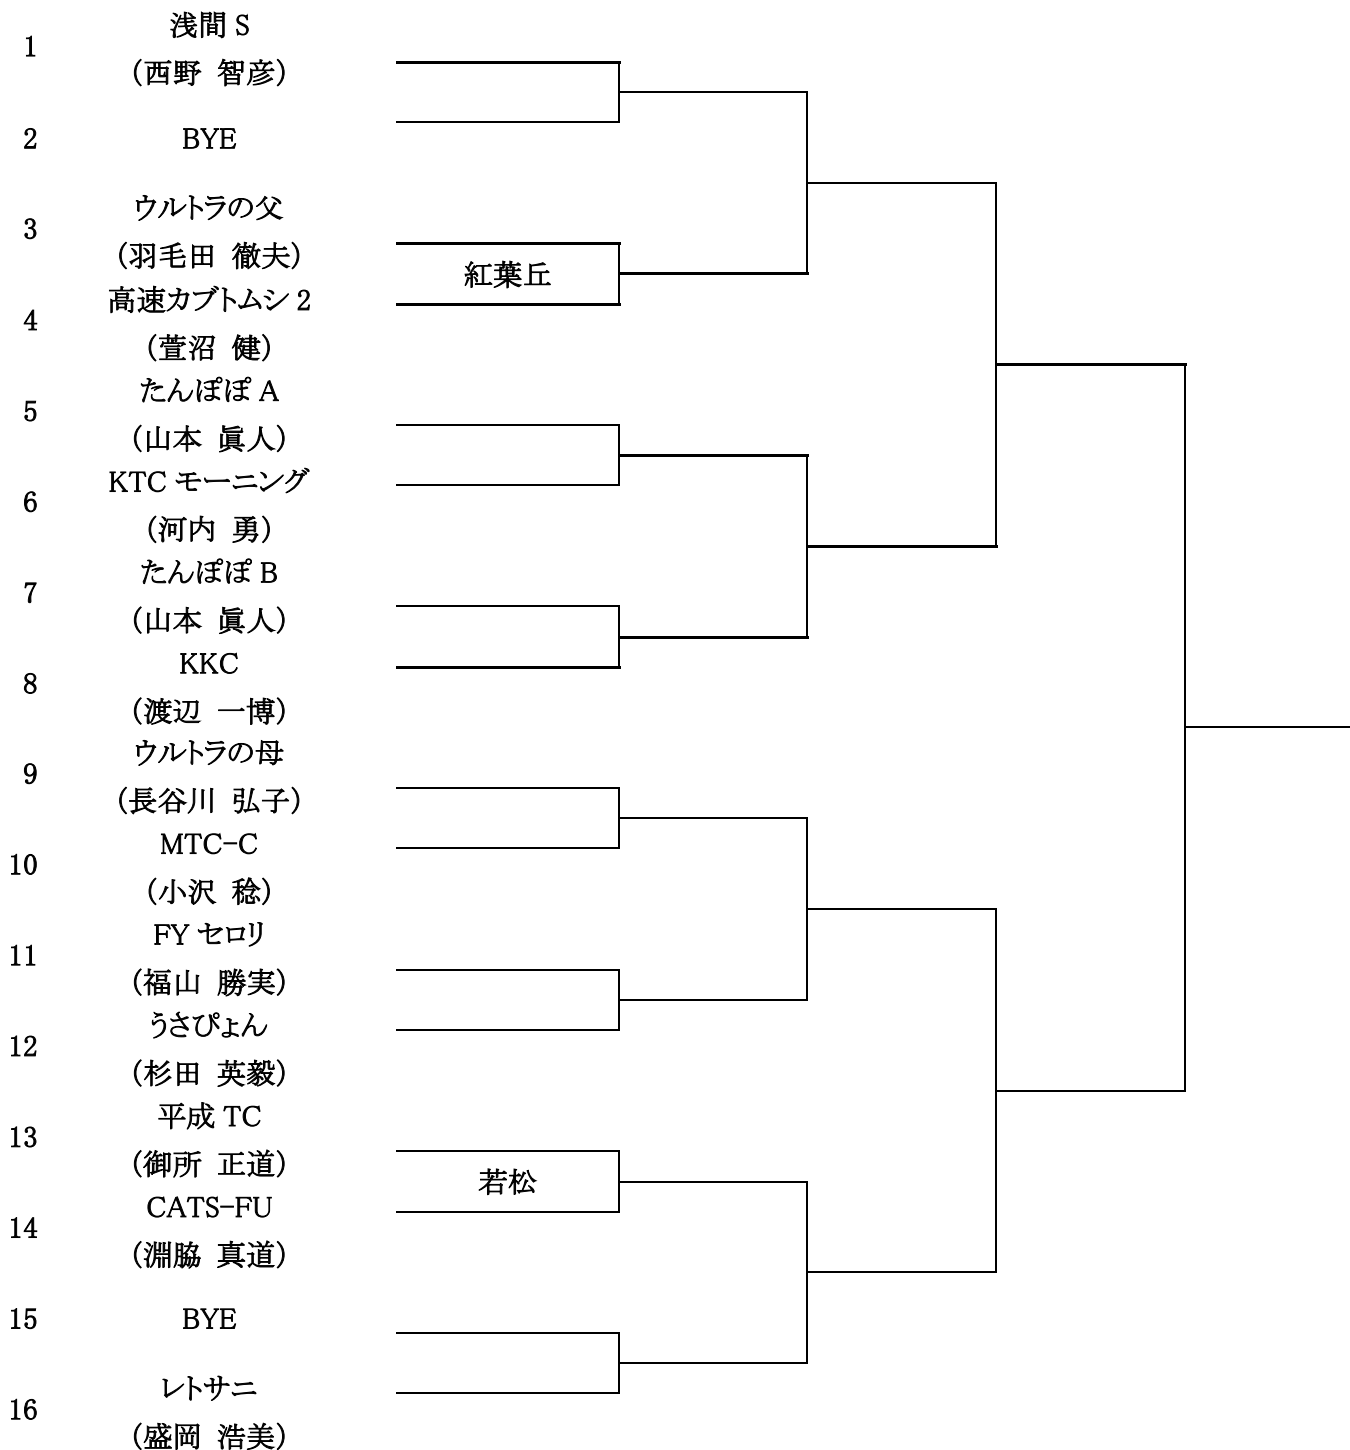 浅間 S
1
(西野 智彦)
2 BYE
ウルトラの父
3
(羽毛田 徹夫)
紅葉丘
高速カブトムシ 2
4
(萱沼 健)
たんぽぽ A
5
(山本 眞人)
KTC モーニング
6
(河内 勇)
たんぽぽ B
7
(山本 眞人)
KKC
8
(渡辺 一博)
ウルトラの母
9
(長谷川 弘子)
MTC-C
10
(小沢 稔)
FY セロリ
11
(福山 勝実)
うさぴょん
12
(杉田 英毅)
平成 TC
13
(御所 正道)
若松
CATS-FU
14
(淵脇 真道)
15 BYE
レトサニ
16
(盛岡 浩美)